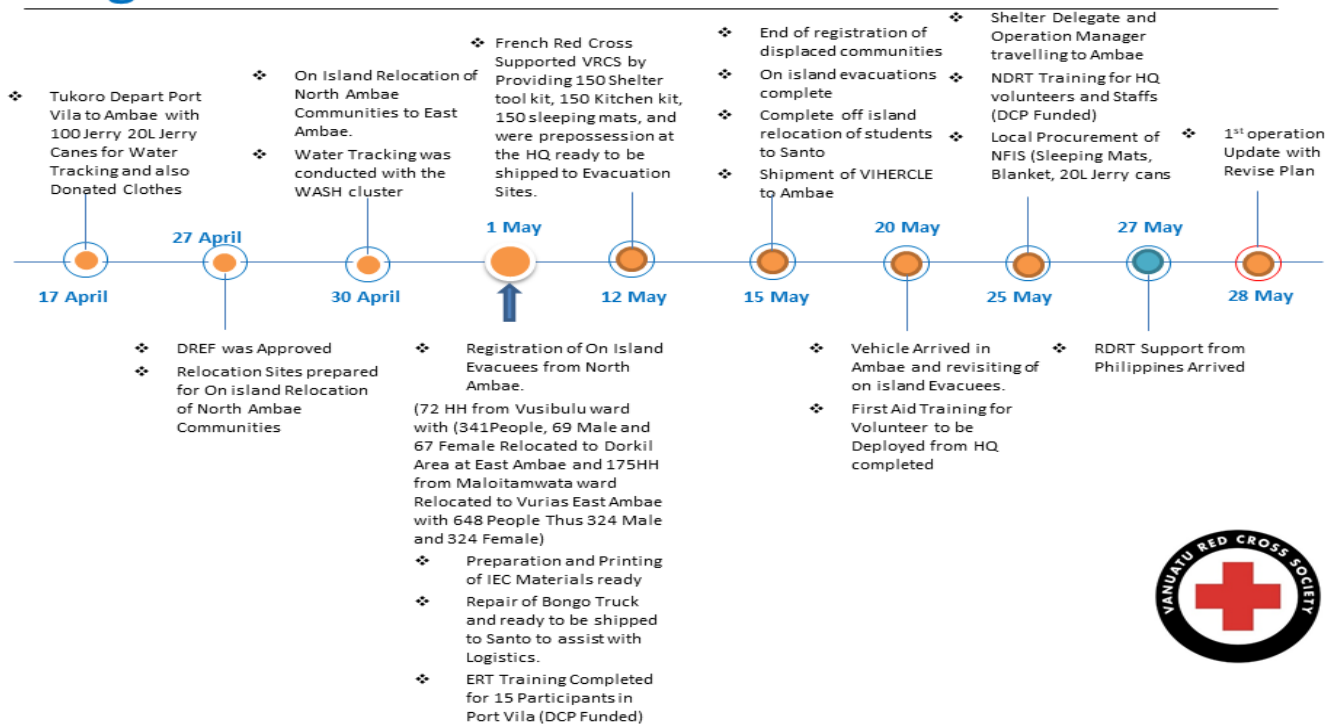 ❖ Tukoro Depart Port
Vila to Ambae with
100 Jerry 20L Jerry
Canes for Water
Tracking and also
Donated Clothes
17 April
27 April
❖ DREF was Approved
❖ Relocation Sites prepared
for On island Relocation
of North Ambae
Communities
❖ On Island Relocation of
North Ambae
Communities to East
Ambae.
❖ Water Tracking was
conducted with the
WASH cluster
30 April
❖ French Red Cross
Supported VRCS by
Providing 150 Shelter
tool kit, 150 Kitchen kit,
150 sleeping mats, and
were prepossession at
the HQ ready to be
shipped to Evacuation
Sites.
1 May
❖ Registration of On Island
Evacuees from North
Ambae.
(72 HH from Vusibulu ward
with (341People, 69 Male and
67 Female Relocated to Dorkil
Area at East Ambae and 175HH
from Maloitamwata ward
Relocated to Vurias East Ambae
with 648 People Thus 324 Male
and 324 Female)
❖ Preparation and Printing
of IEC Materials ready
❖ Repair of Bongo Truck
and ready to be shipped
to Santo to assist with
Logistics.
❖ ERT Training Completed
for 15 Participants in
Port Vila (DCP Funded)
12 May
❖ End of registration of
displaced communities
❖ On island evacuations
complete
❖ Complete off island
relocation of students
to Santo
❖ Shipment of VIHERCLE
to Ambae
15 May
20 May
❖ Vehicle Arrived in
Ambae and revisiting of
on island Evacuees.
❖ First Aid Training for
Volunteer to be
Deployed from HQ
completed
❖ Shelter Delegate and
Operation Manager
travelling to Ambae
❖ NDRT Training for HQ
volunteers and Staffs
(DCP Funded)
❖ Local Procurement of
NFIS (Sleeping Mats,
Blanket, 20L Jerry cans
25 May
27 May
❖ RDRT Support from
Philippines Arrived
❖ 1st operation
Update with
Revise Plan
28 May
VANUATU RED CROSS SOCIETY